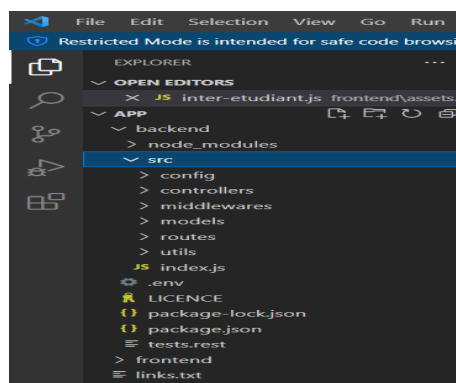 File Edit Selection View Go Run
Restricted Mode is intended for safe code browsi
EXPLORER ...
OPEN EDITORS
JS inter-etudiant.js frontend\assets.
APP
backend
node_modules
src
config
controllers
middlewares
models
routes
utils
JS index.js
.env
LICENCE
{} package-lock.json
{} package.json
tests.rest
frontend
links.txt